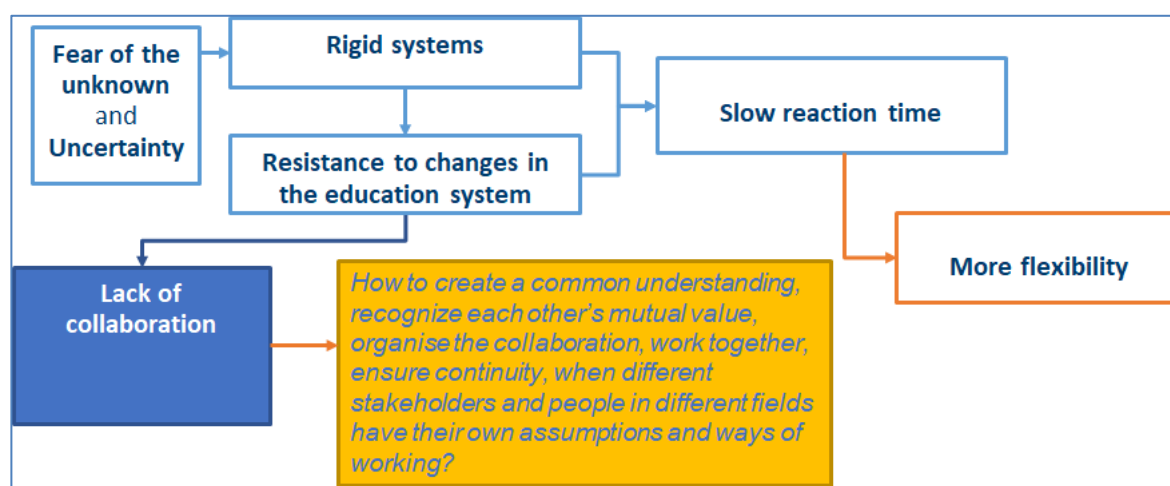 Fear of the
unknown
and
Uncertainty
Rigid systems
Resistance to changes in
the education system
Slow reaction time
More flexibility
Lack of
collaboration
How to create a common understanding,
recognize each other’s mutual value,
organise the collaboration, work together,
ensure continuity, when different
stakeholders and people in different fields
have their own assumptions and ways of
working?